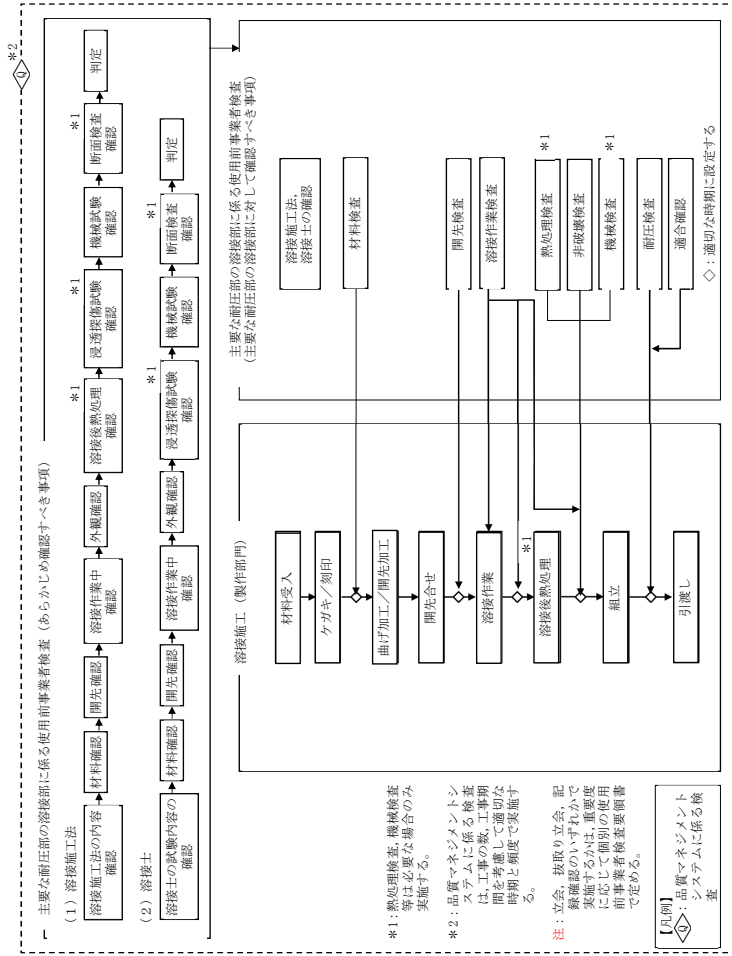 Q *2
主要な耐圧部の溶接部に係る使用前事業者検査（あらかじめ確認すべき事項）
（1）溶接施工法
溶接施工法の内容
確認
材料確認
開先確認
溶接作業中
確認
外観確認
*1
溶接後熱処理
確認
*1
浸透探傷試験
確認
機械試験
確認
*1
断面検査
確認
判定
（2）溶接士
溶接士の試験内容の
確認
材料確認
開先確認
溶接作業中
確認
外観確認
*1
浸透探傷試験
確認
機械試験
確認
*1
断面検査
確認
判定
溶接施工（製作部門）
材料受入
ケガキ／刻印
曲げ加工／開先加工
開先合せ
溶接作業
*1
溶接後熱処理
組立
引渡し
主要な耐圧部の溶接部に係る使用前事業者検査
（主要な耐圧部の溶接部に対して確認すべき事項）
溶接施工法,
溶接士の確認
材料検査
開先検査
溶接作業検査
熱処理検査
*1
非破壊検査
機械検査
*1
耐圧検査
適合確認
◇：適切な時期に設定する
*1：熱処理検査, 機械検査
等は必要な場合のみ
実施する。
*2：品質マネジメントシ
ステムに係る検査
は, 工事の数, 工事期
間を考慮して適切な
時期と頻度で実施す
る。
注：立会, 抜取り立会, 記
録確認のいずれかで
実施するかは, 重要度
に応じて個別の使用
前事業者検査要領書
で定める。
【凡例】
Q：品質マネジメント
システムに係る検
査